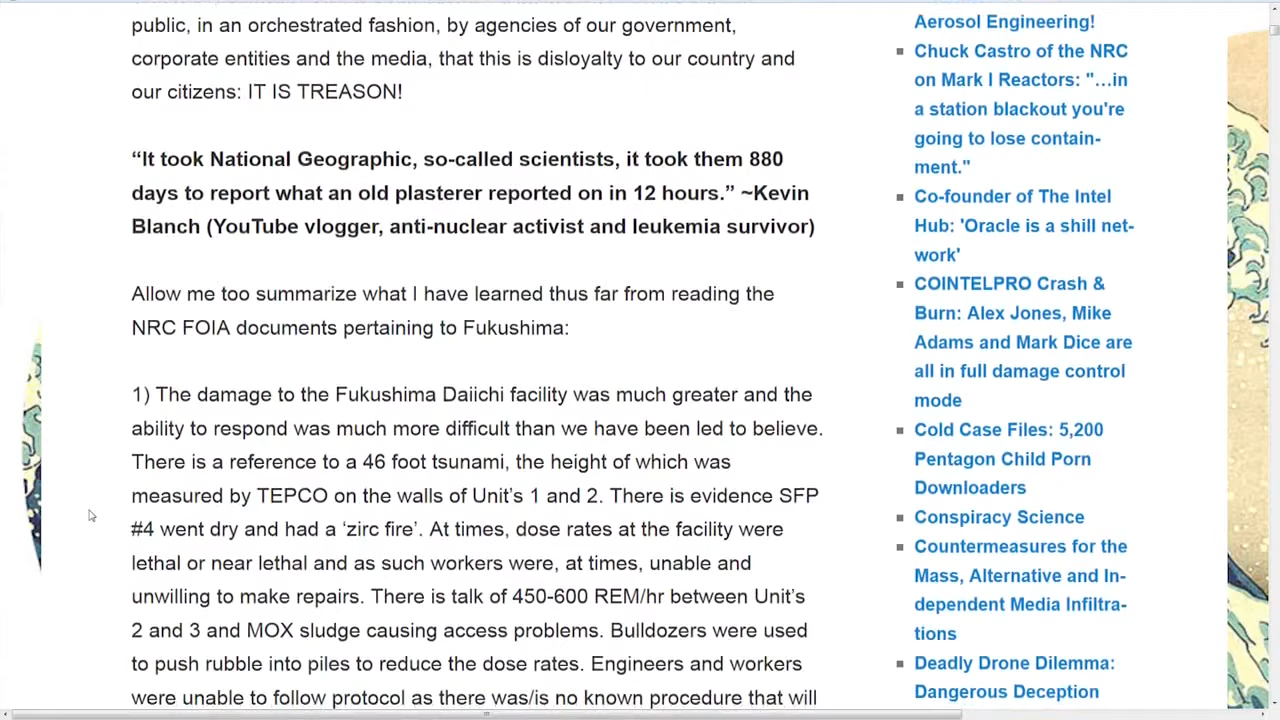 public, in an orchestrated fashion, by agencies of our government,
corporate entities and the media, that this is disloyalty to our country and
our citizens: IT IS TREASON!
“It took National Geographic, so-called scientists, it took them 880
days to report what an old plasterer reported on in 12 hours.” ~Kevin
Blanch (YouTube vlogger, anti-nuclear activist and leukemia survivor)
Allow me too summarize what I have learned thus far from reading the
NRC FOIA documents pertaining to Fukushima:
1) The damage to the Fukushima Daiichi facility was much greater and the
ability to respond was much more difficult than we have been led to believe.
There is a reference to a 46 foot tsunami, the height of which was
measured by TEPCO on the walls of Unit’s 1 and 2. There is evidence SFP
#4 went dry and had a ‘zirc fire’. At times, dose rates at the facility were
lethal or near lethal and as such workers were, at times, unable and
unwilling to make repairs. There is talk of 450-600 REM/hr between Unit’s
2 and 3 and MOX sludge causing access problems. Bulldozers were used
to push rubble into piles to reduce the dose rates. Engineers and workers
were unable to follow protocol as there was/is no known procedure that will
Aerosol Engineering!
Chuck Castro of the NRC
on Mark I Reactors: "…in
a station blackout you're
going to lose contain-
ment."
Co-founder of The Intel
Hub: 'Oracle is a shill net-
work'
COINTELPRO Crash &
Burn: Alex Jones, Mike
Adams and Mark Dice are
all in full damage control
mode
Cold Case Files: 5,200
Pentagon Child Porn
Downloaders
Conspiracy Science
Countermeasures for the
Mass, Alternative and In-
dependent Media Infiltra-
tions
Deadly Drone Dilemma:
Dangerous Deception